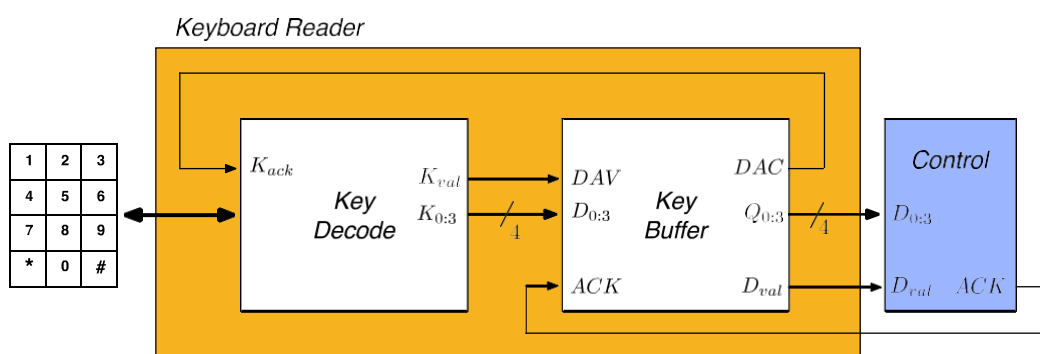 Keyboard Reader
1 2 3
4 5 6
7 8 9
* 0 #
K_ack
K_val
K_0:3
Key
Decode
4
DAV
D_0:3
ACK
Key
Buffer
DAC
Q_0:3
D_val
4
Control
D_0:3
D_val ACK